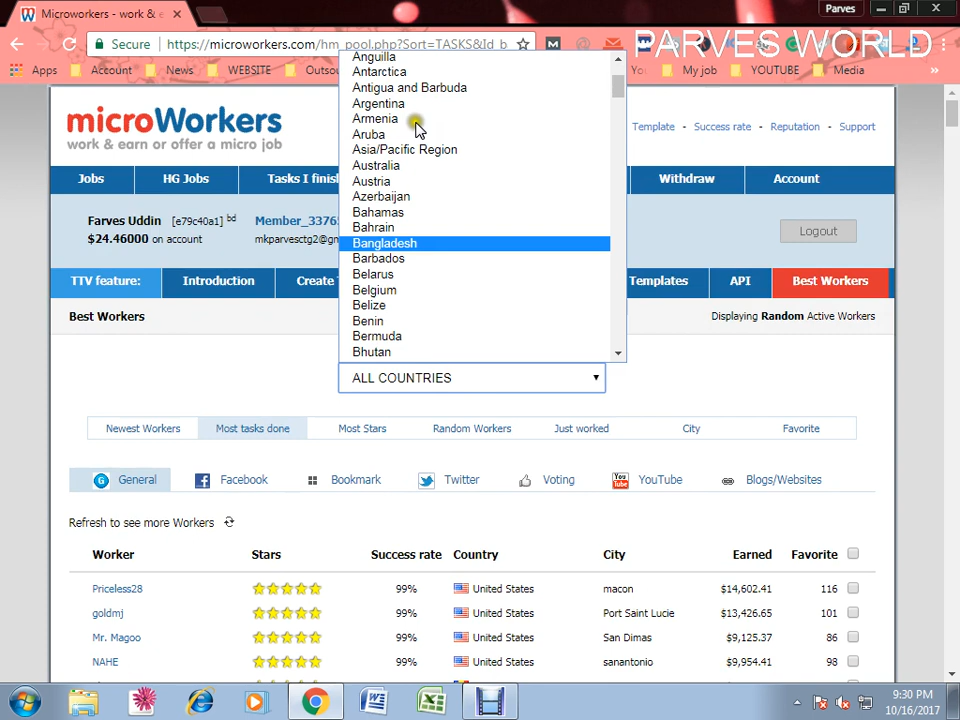 Microworkers - work & e
Parves
Secure
https://microworkers.com/hm_pool.php?Sort=TASKS&Id_b
PARVES WORLD
Apps
Account
News
WEBSITE
Outsou
You
My job
YOUTUBE
Media
»
Anguilla
Antarctica
Antigua and Barbuda
Argentina
Armenia
Aruba
Asia/Pacific Region
Australia
Austria
Azerbaijan
Bahamas
Bahrain
Bangladesh
Barbados
Belarus
Belgium
Belize
Benin
Bermuda
Bhutan
ALL COUNTRIES
microWorkers
work & earn or offer a micro job
Template - Success rate - Reputation - Support
Jobs
HG Jobs
Tasks I finis
Withdraw
Account
Farves Uddin [e79c40a1] bd
Member_3376
$24.46000 on account
mkparvesctg2@gm
Logout
TTV feature:
Introduction
Create T
Templates
API
Best Workers
Best Workers
Displaying Random Active Workers
Newest Workers
Most tasks done
Most Stars
Random Workers
Just worked
City
Favorite
General
Facebook
Bookmark
Twitter
Voting
YouTube
Blogs/Websites
Refresh to see more Workers
Worker Stars Success rate Country City Earned Favorite
Priceless28 99% United States macon $14,602.41 116
goldmj 99% United States Port Saint Lucie $13,426.65 101
Mr. Magoo 99% United States San Dimas $9,125.37 86
NAHE 99% United States sanantonio $9,954.41 98
9:30 PM
10/16/2017